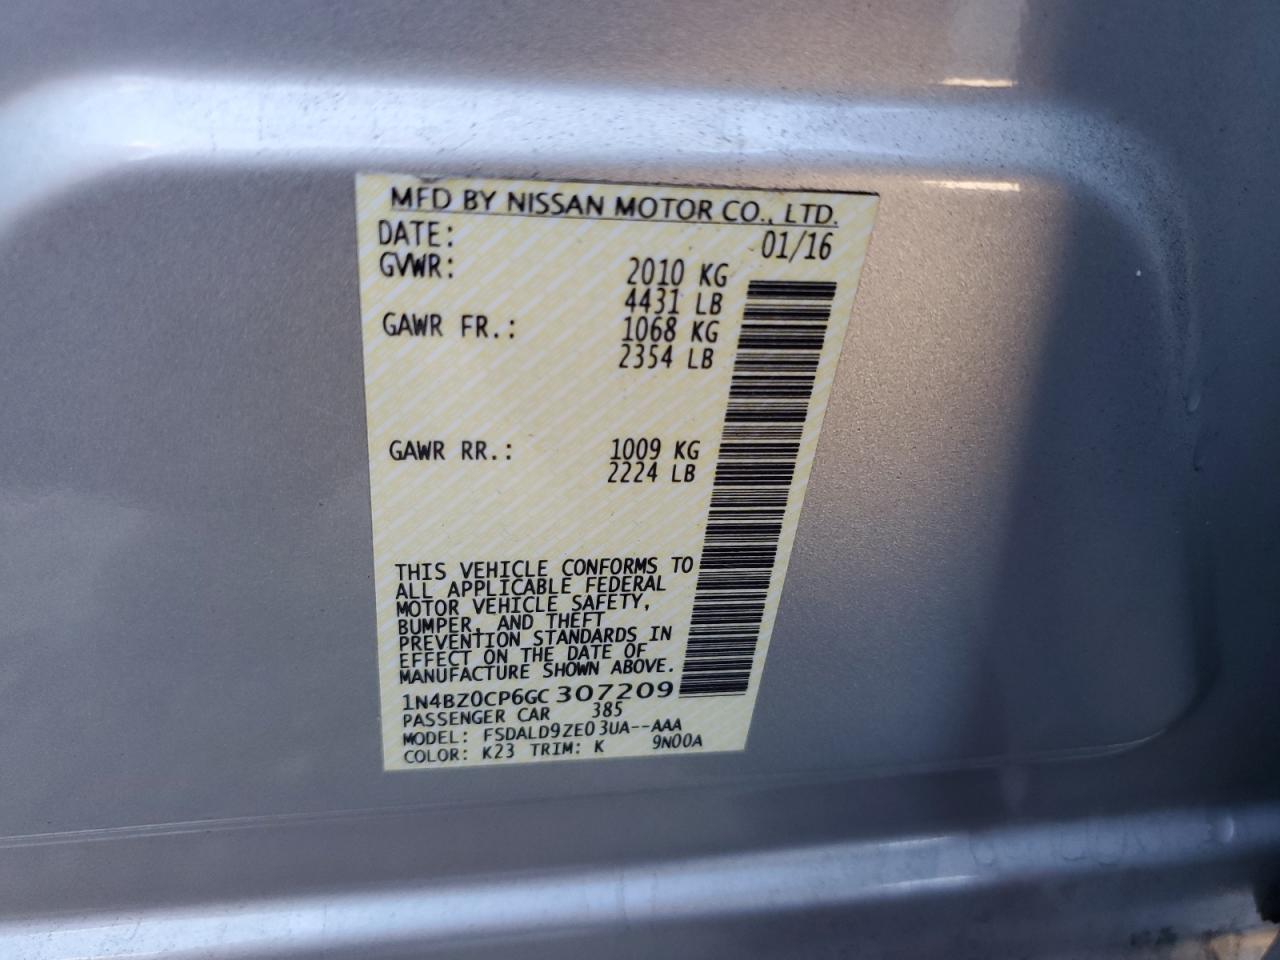 MFD BY NISSAN MOTOR CO., LTD.
DATE: 01/16
GVWR: 2010 KG
4431 LB
GAWR FR.: 1068 KG
2354 LB
GAWR RR.: 1009 KG
2224 LB
THIS VEHICLE CONFORMS TO
ALL APPLICABLE FEDERAL
MOTOR VEHICLE SAFETY,
BUMPER, AND THEFT
PREVENTION STANDARDS IN
EFFECT ON THE DATE OF
MANUFACTURE SHOWN ABOVE.
1N4BZ0CP6GC 307209
PASSENGER CAR 385
MODEL: FSDALD9ZE03UA--AAA
COLOR: K23 TRIM: K 9N00A